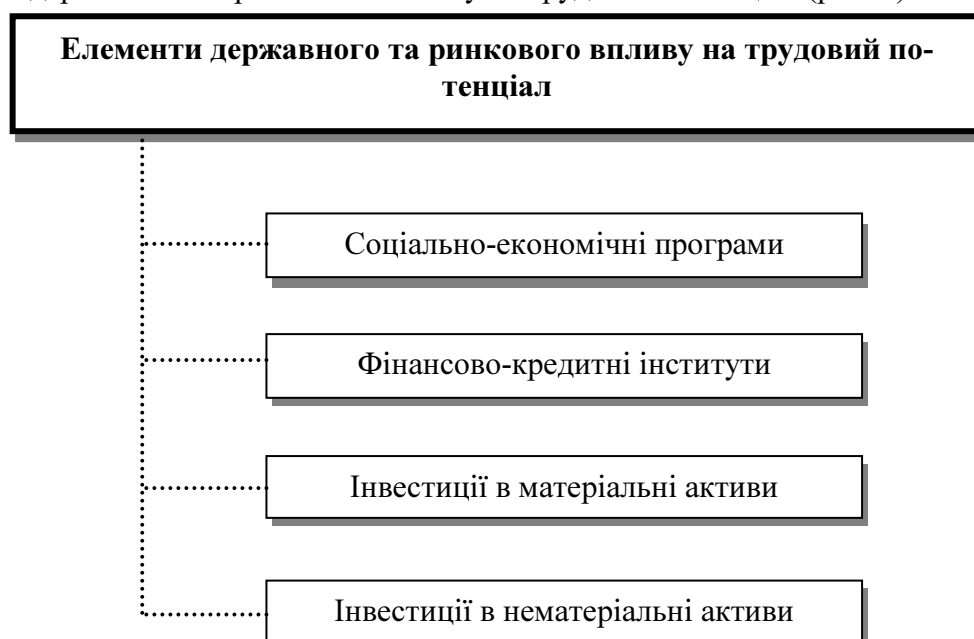 Елементи державного та ринкового впливу на трудовий по-
тенціал
Соціально-економічні програми
Фінансово-кредитні інститути
Інвестиції в матеріальні активи
Інвестиції в нематеріальні активи